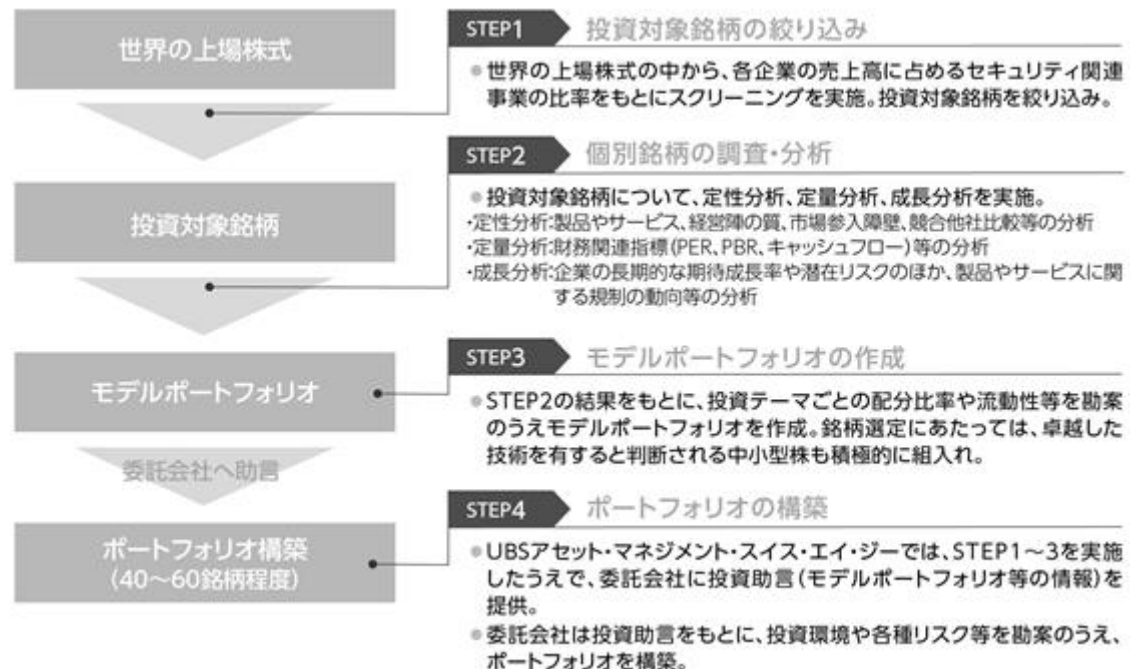 世界の上場株式
投資対象銘柄
モデルポートフォリオ
委託会社へ助言
ポートフォリオ構築
(40～60銘柄程度)
STEP1 投資対象銘柄の絞り込み
●世界の上場株式の中から、各企業の売上高に占めるセキュリティ関連
事業の比率をもとにスクリーニングを実施。投資対象銘柄を絞り込み。
STEP2 個別銘柄の調査・分析
●投資対象銘柄について、定性分析、定量分析、成長分析を実施。
・定性分析:製品やサービス、経営陣の質、市場参入障壁、競合他社比較等の分析
・定量分析:財務関連指標(PER、PBR、キャッシュフロー)等の分析
・成長分析:企業の長期的な期待成長率や潜在リスクのほか、製品やサービスに関
する規制の動向等の分析
STEP3 モデルポートフォリオの作成
●STEP2の結果をもとに、投資テーマごとの配分比率や流動性等を勘案
のうえモデルポートフォリオを作成。銘柄選定にあたっては、卓越した
技術を有すると判断される中小型株も積極的に組入れ。
STEP4 ポートフォリオの構築
●UBSアセット・マネジメント・スイス・エイ・ジーでは、STEP1～3を実施
したうえで、委託会社に投資助言(モデルポートフォリオ等の情報)を
提供。
●委託会社は投資助言をもとに、投資環境や各種リスク等を勘案のうえ、
ポートフォリオを構築。